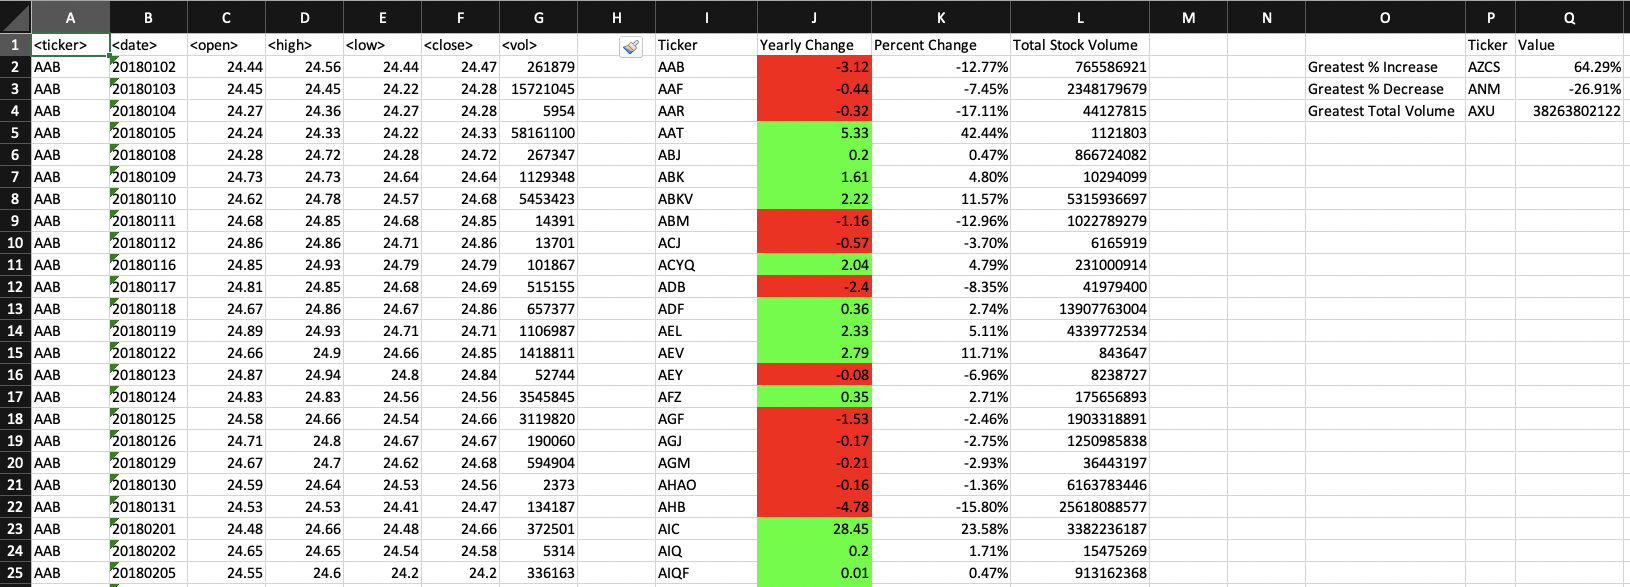 A B C D E F G H I J K L M N O P Q
1 <ticker> <date> <open> <high> <low> <close> <vol> Ticker Yearly Change Percent Change Total Stock Volume Ticker Value
2 AAB 20180102 24.44 24.56 24.44 24.47 261879 AAB -3.12 -12.77% 765586921 Greatest % Increase AZCS 64.29%
3 AAB 20180103 24.45 24.45 24.22 24.28 15721045 AAF -0.44 -7.45% 2348179679 Greatest % Decrease ANM -26.91%
4 AAB 20180104 24.27 24.36 24.27 24.28 5954 AAR -0.32 -17.11% 44127815 Greatest Total Volume AXU 38263802122
5 AAB 20180105 24.24 24.33 24.22 24.33 58161100 AAT 5.33 42.44% 1121803
6 AAB 20180108 24.28 24.72 24.28 24.72 267347 ABJ 0.2 0.47% 866724082
7 AAB 20180109 24.73 24.73 24.64 24.64 1129348 ABK 1.61 4.80% 10294099
8 AAB 20180110 24.62 24.78 24.57 24.68 5453423 ABKV 2.22 11.57% 5315936697
9 AAB 20180111 24.68 24.85 24.68 24.85 14391 ABM -1.16 -12.96% 1022789279
10 AAB 20180112 24.86 24.86 24.71 24.86 13701 ACJ -0.57 -3.70% 6165919
11 AAB 20180116 24.85 24.93 24.79 24.79 101867 ACYQ 2.04 4.79% 231000914
12 AAB 20180117 24.81 24.85 24.68 24.69 515155 ADB -2.4 -8.35% 41979400
13 AAB 20180118 24.67 24.86 24.67 24.86 657377 ADF 0.36 2.74% 13907763004
14 AAB 20180119 24.89 24.93 24.71 24.71 1106987 AEL 2.33 5.11% 4339772534
15 AAB 20180122 24.66 24.9 24.66 24.85 1418811 AEV 2.79 11.71% 843647
16 AAB 20180123 24.87 24.94 24.8 24.84 52744 AEY -0.08 -6.96% 8238727
17 AAB 20180124 24.83 24.83 24.56 24.56 3545845 AFZ 0.35 2.71% 175656893
18 AAB 20180125 24.58 24.66 24.54 24.66 3119820 AGF -1.53 -2.46% 1903318891
19 AAB 20180126 24.71 24.8 24.67 24.67 190060 AGJ -0.17 -2.75% 1250985838
20 AAB 20180129 24.67 24.7 24.62 24.68 594904 AGM -0.21 -2.93% 36443197
21 AAB 20180130 24.59 24.64 24.53 24.56 2373 AHAO -0.16 -1.36% 6163783446
22 AAB 20180131 24.53 24.53 24.41 24.47 134187 AHB -4.78 -15.80% 25618088577
23 AAB 20180201 24.48 24.66 24.48 24.66 372501 AIC 28.45 23.58% 3382236187
24 AAB 20180202 24.65 24.65 24.54 24.58 5314 AIQ 0.2 1.71% 15475269
25 AAB 20180205 24.55 24.6 24.2 24.2 336163 AIQF 0.01 0.47% 913162368